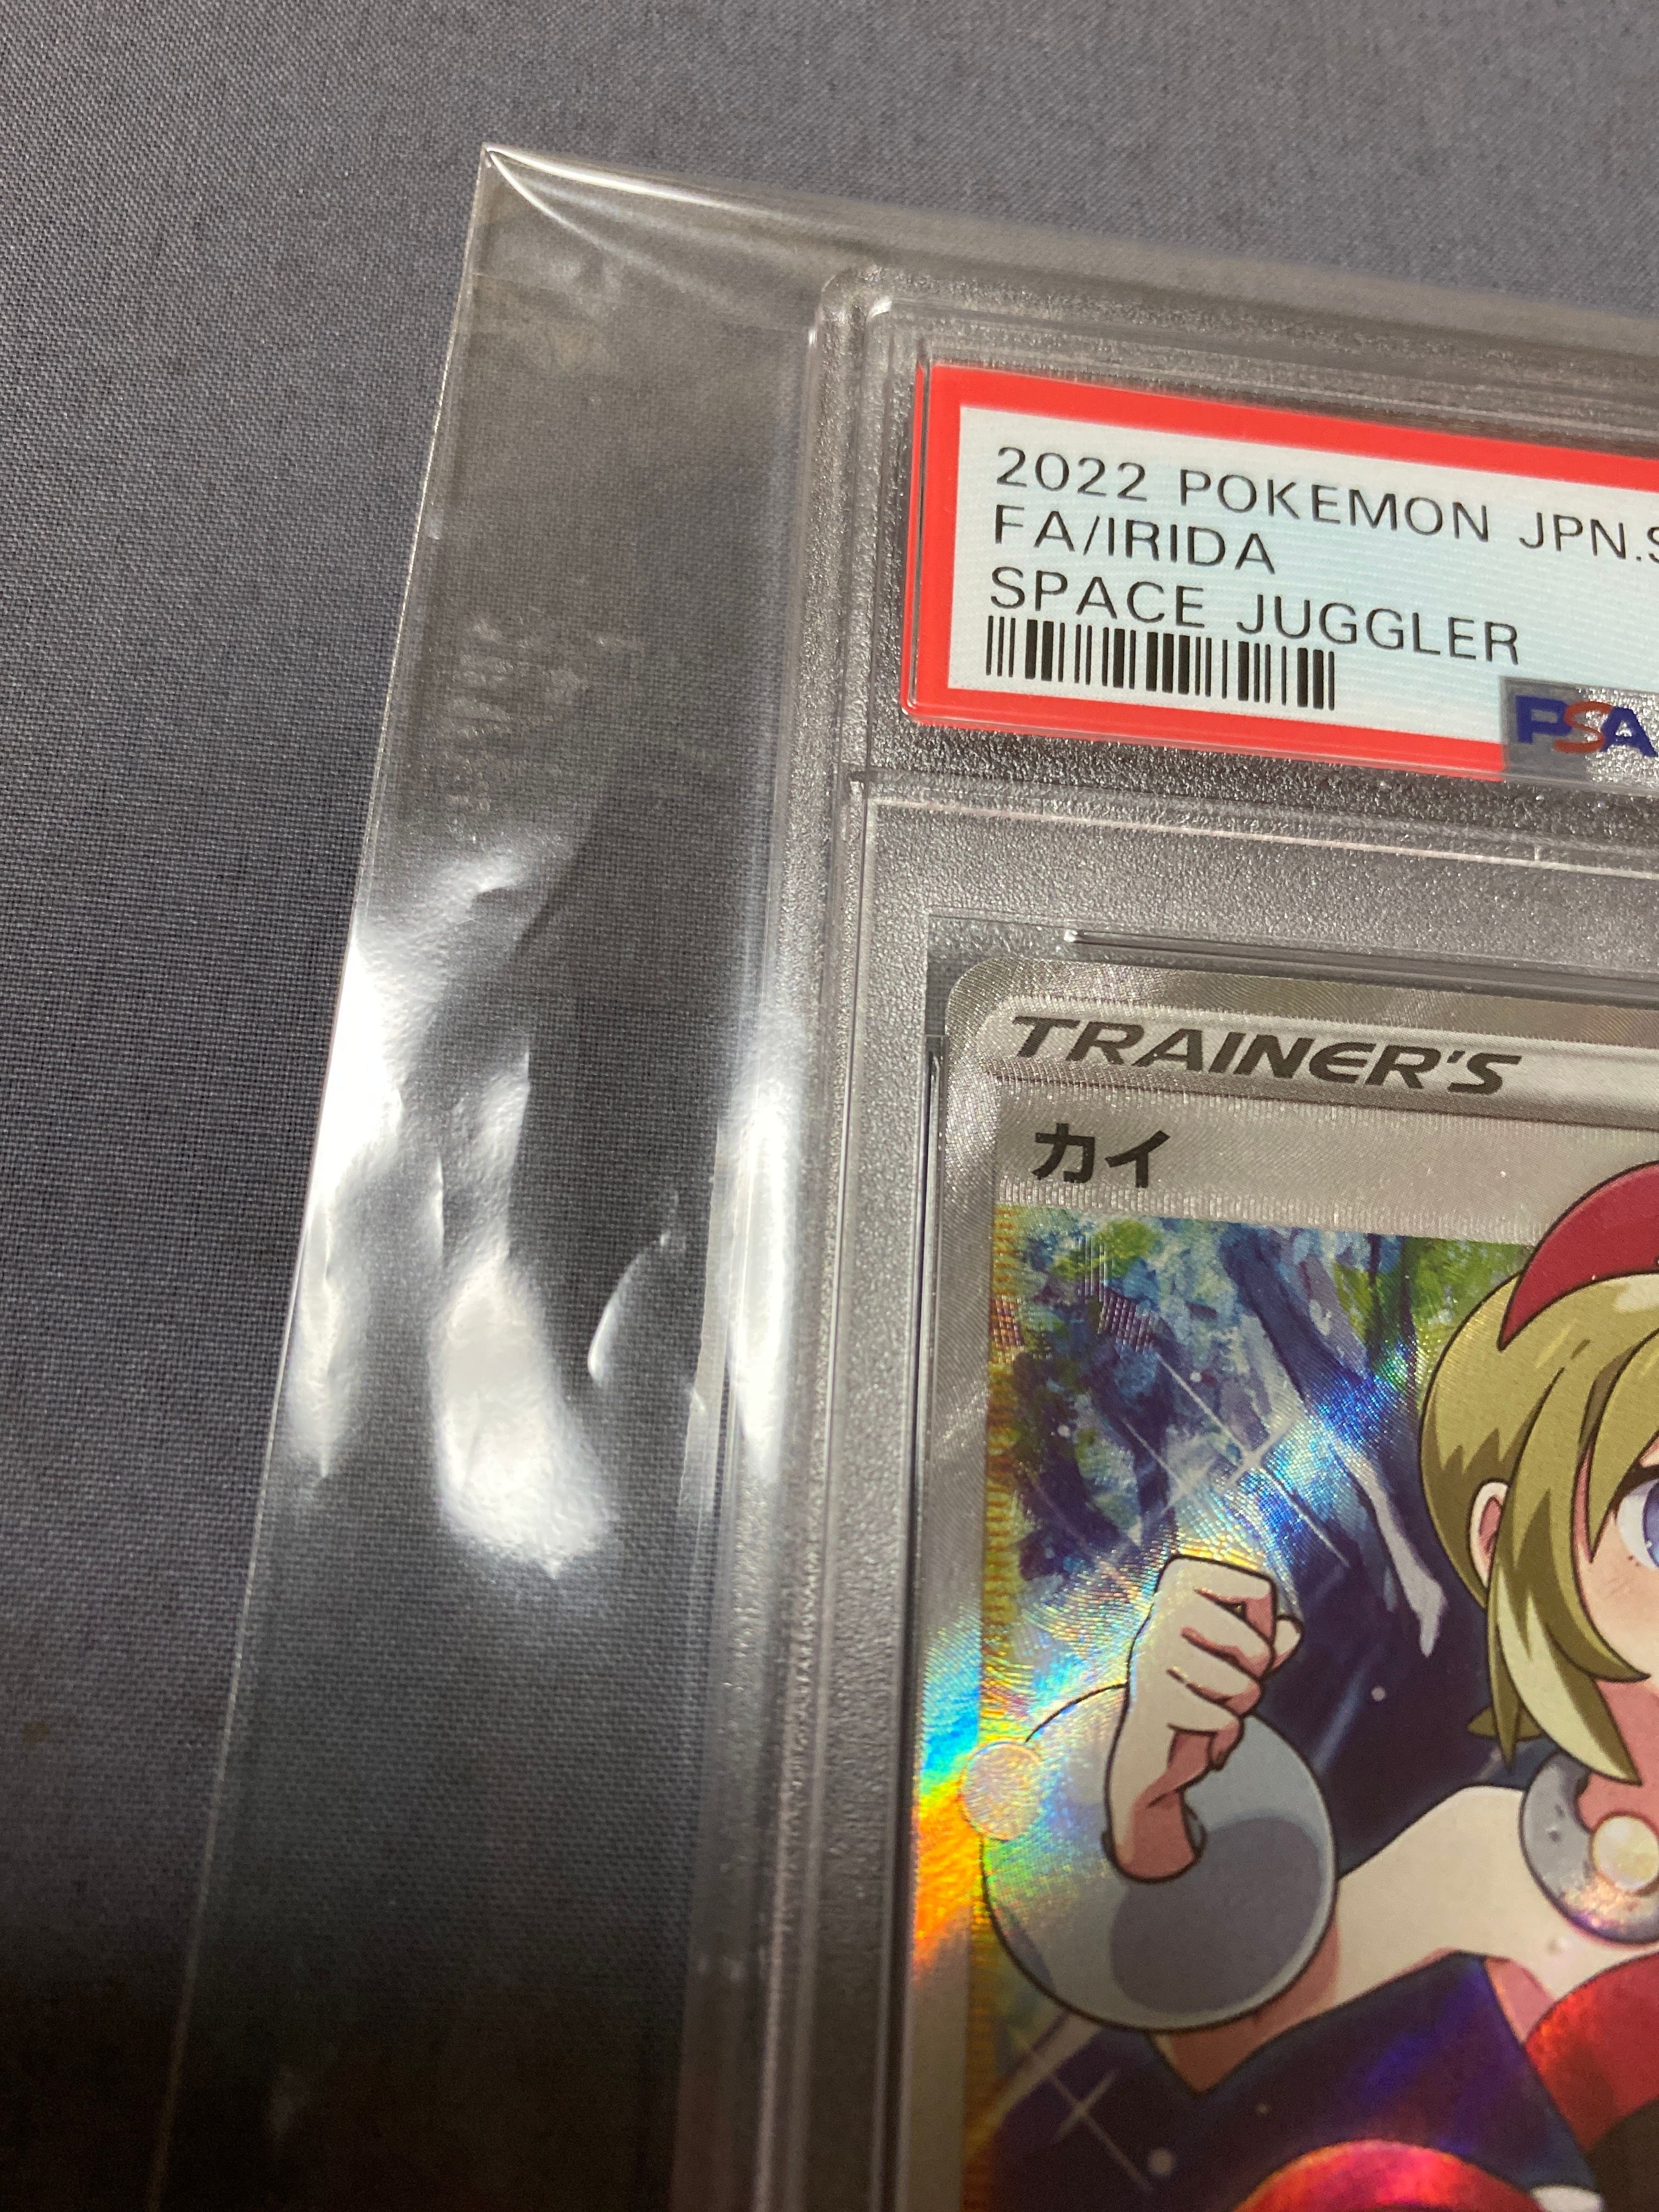 2022 POKEMON JPN.S
FA/IRIDA
SPACE JUGGLER
PSA
TRAINER'S
カイ